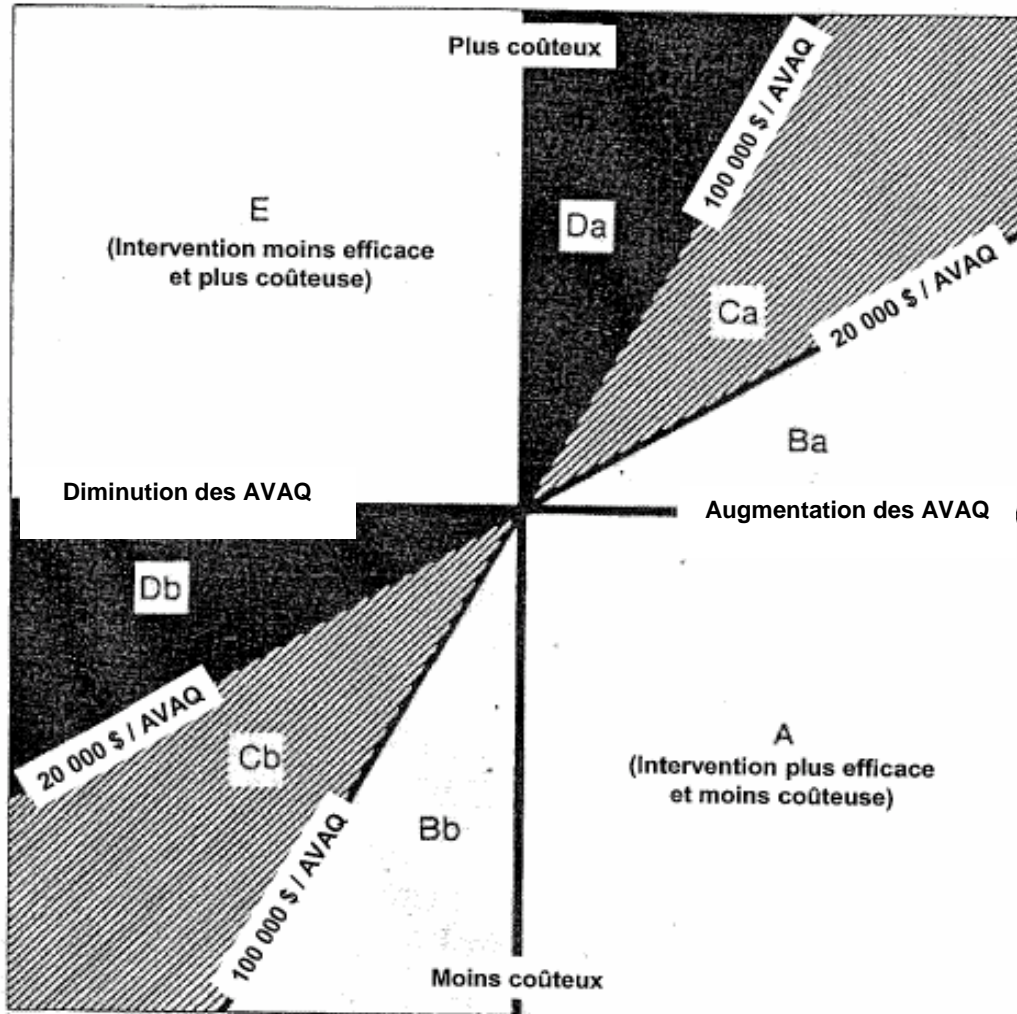 Plus coûteux
100 000 $ / AVAQ
E
(Intervention moins efficace
et plus coûteuse)
Da
Ca
20 000 $ / AVAQ
Ba
Diminution des AVAQ
Augmentation des AVAQ (
Db
20 000 $ / AVAQ
Cb
A
(Intervention plus efficace
et moins coûteuse)
Bb
100 000 $ / AVAQ
Moins coûteux